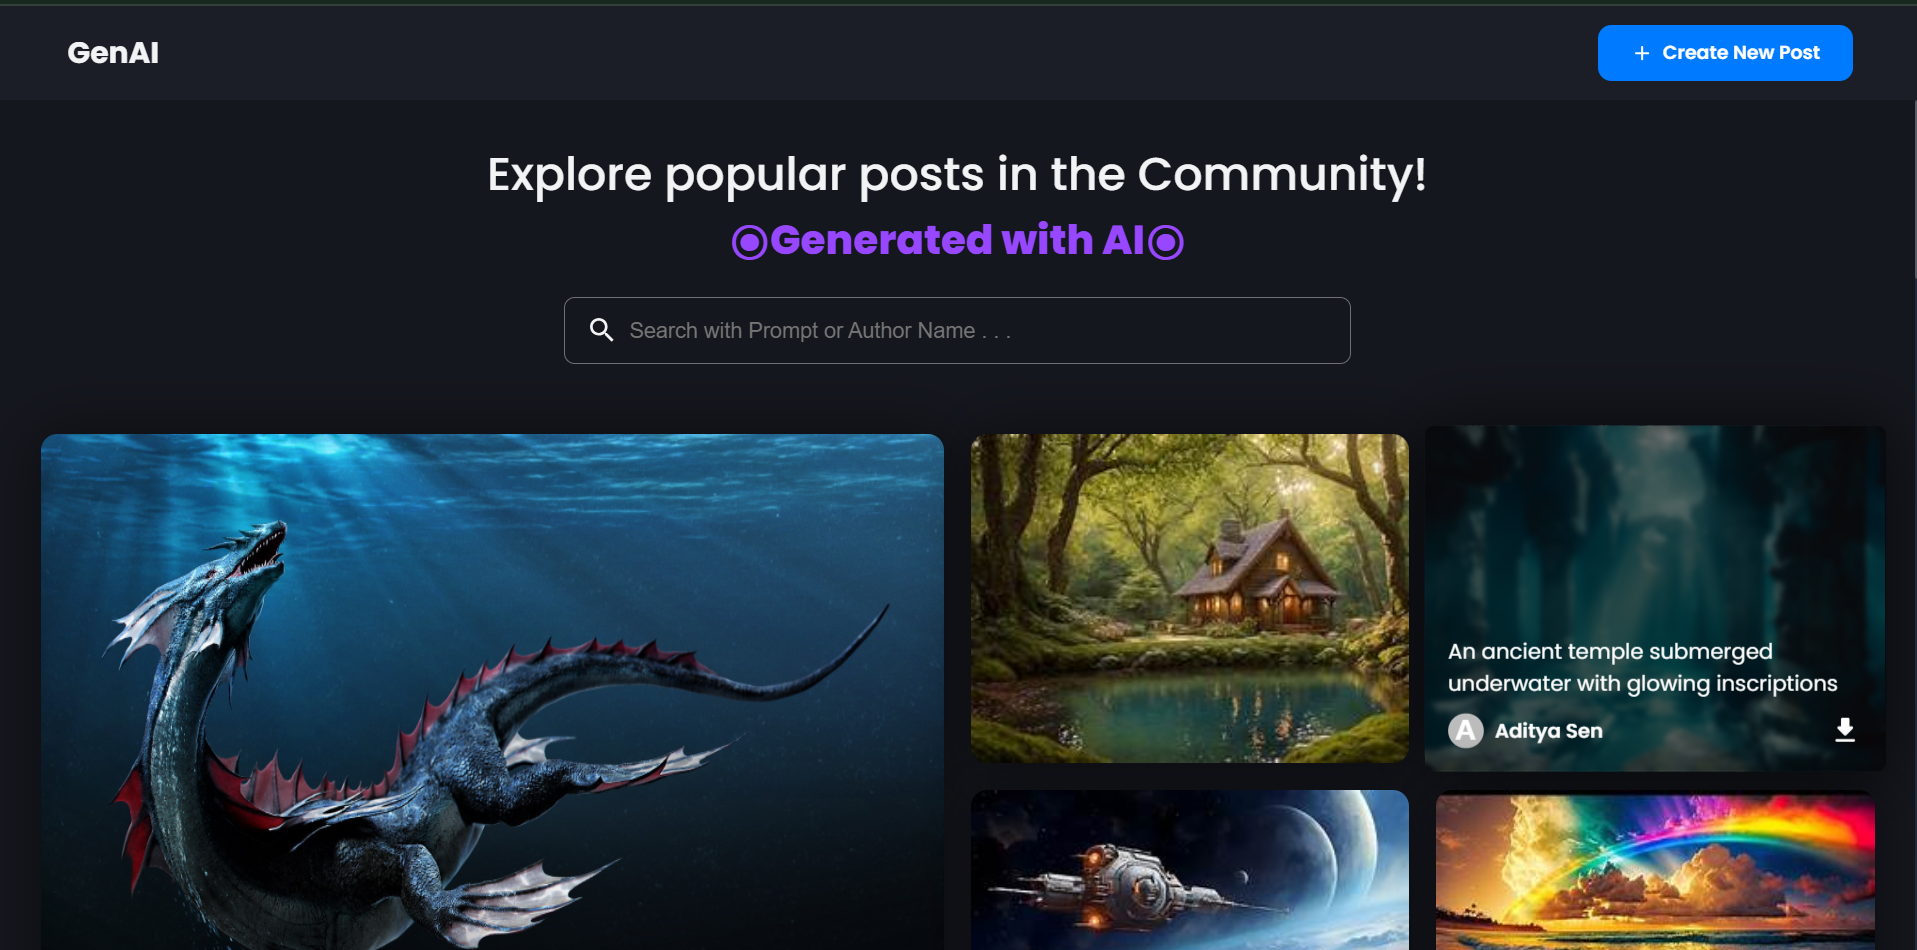 GenAI
+ Create New Post
Explore popular posts in the Community!
◉Generated with AI◉
Search with Prompt or Author Name . . .
An ancient temple submerged
underwater with glowing inscriptions
A Aditya Sen